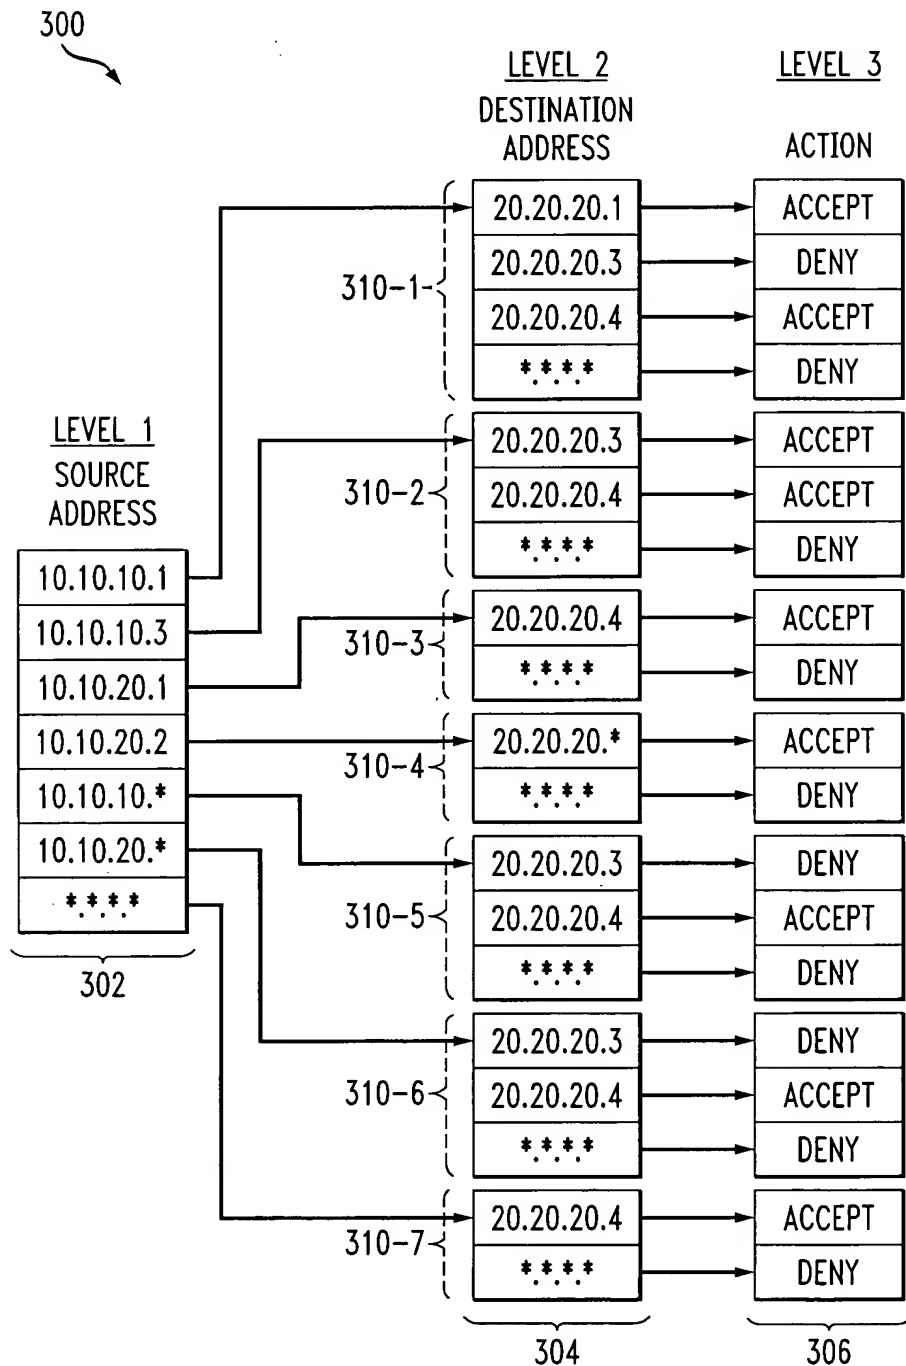 300
LEVEL 2
DESTINATION
ADDRESS
LEVEL 3
ACTION
310-1
20.20.20.1 ACCEPT
20.20.20.3 DENY
20.20.20.4 ACCEPT
*.*.*.* DENY
310-2
20.20.20.3 ACCEPT
20.20.20.4 ACCEPT
*.*.*.* DENY
310-3
20.20.20.4 ACCEPT
*.*.*.* DENY
310-4
20.20.20.* ACCEPT
*.*.*.* DENY
310-5
20.20.20.3 DENY
20.20.20.4 ACCEPT
*.*.*.* DENY
310-6
20.20.20.3 DENY
20.20.20.4 ACCEPT
*.*.*.* DENY
310-7
20.20.20.4 ACCEPT
*.*.*.* DENY
304
306
LEVEL 1
SOURCE
ADDRESS
10.10.10.1
10.10.10.3
10.10.20.1
10.10.20.2
10.10.10.*
10.10.20.*
*.*.*.*
302